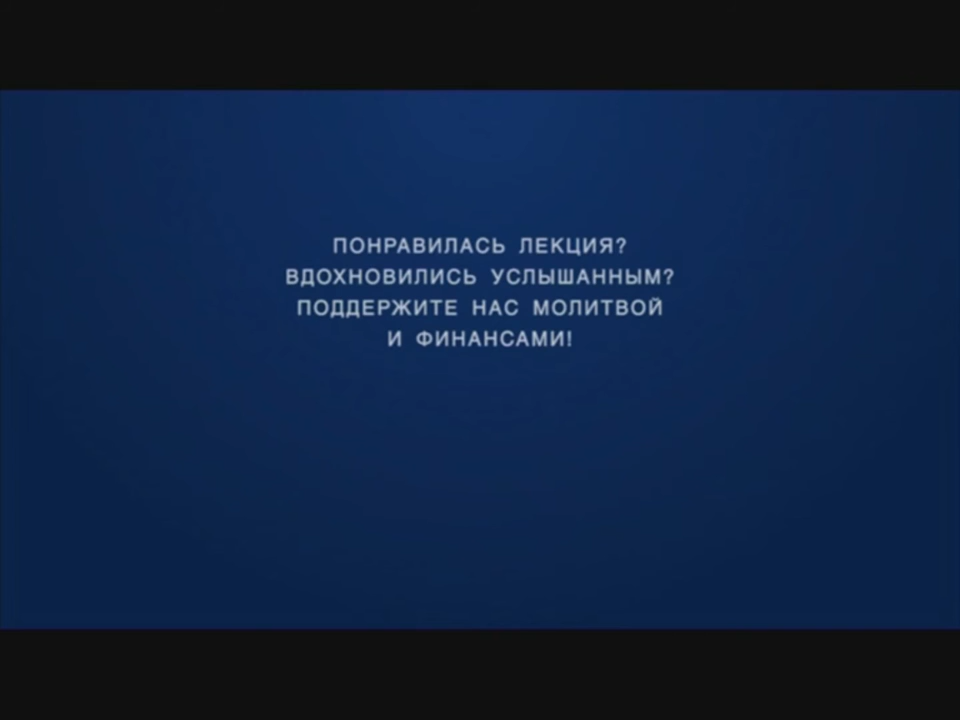 ПОНРАВИЛАСЬ ЛЕКЦИЯ?
ВДОХНОВИЛИСЬ УСЛЫШАННЫМ?
ПОДДЕРЖИТЕ НАС МОЛИТВОЙ
И ФИНАНСАМИ!